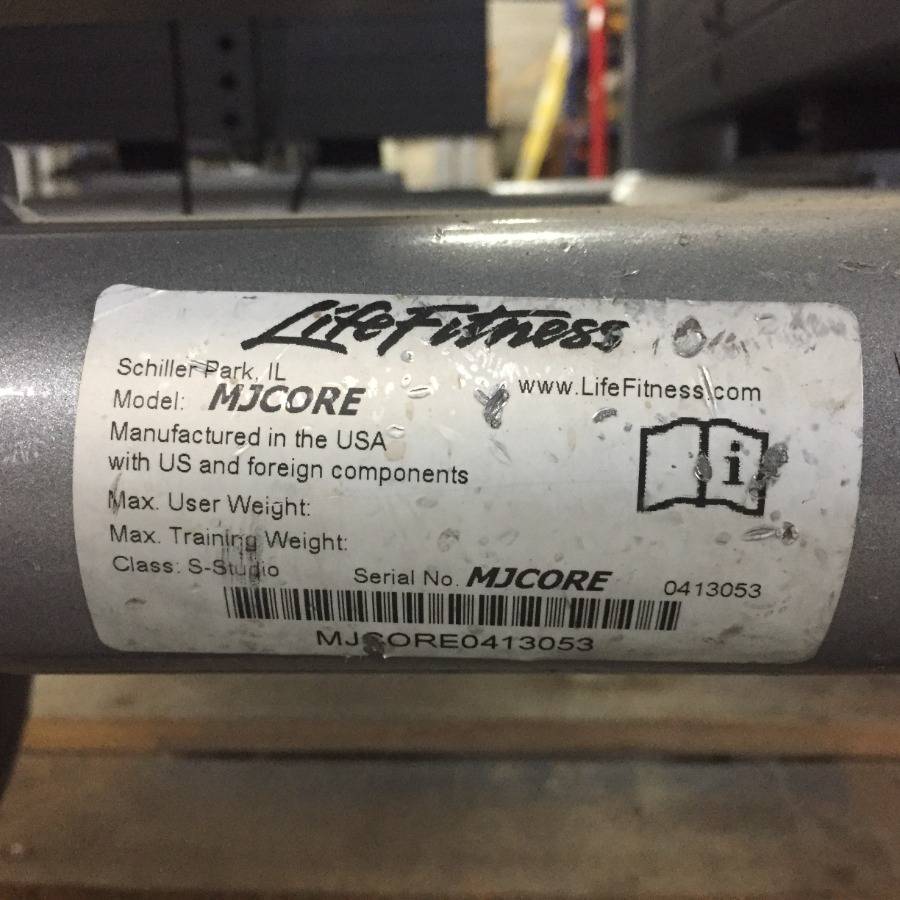 LifeFitness
Schiller Park, IL
www.LifeFitness.com
Model: MJCORE
Manufactured in the USA
with US and foreign components
Max. User Weight:
Max. Training Weight:
Class: S-Studio
Serial No. MJCORE 0413053
MJCORE0413053
i